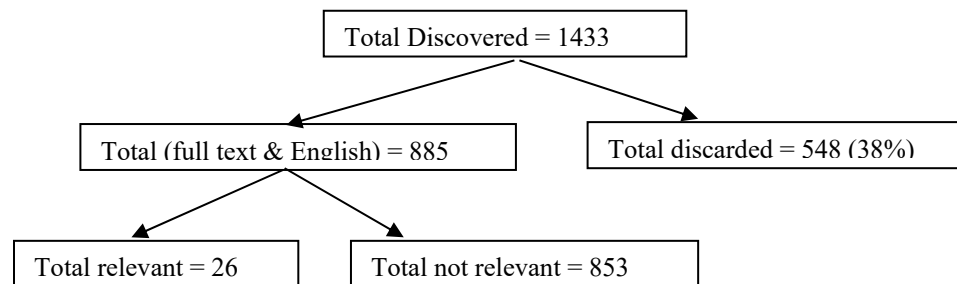 Total Discovered = 1433
Total (full text & English) = 885
Total discarded = 548 (38%)
Total relevant = 26
Total not relevant = 853